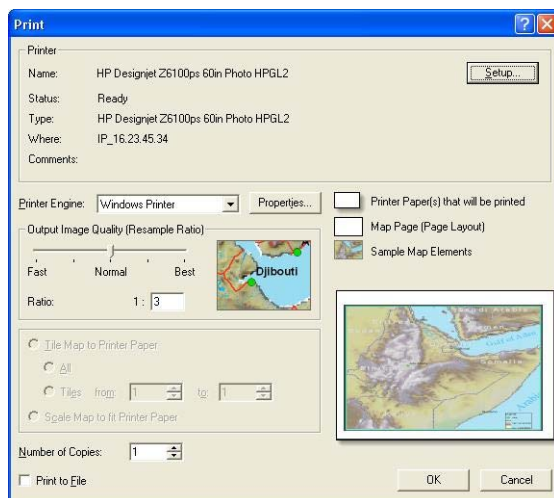 Print
Printer
Name: HP Designjet Z6100ps 60in Photo HPGL2
Setup...
Status: Ready
Type: HP Designjet Z6100ps 60in Photo HPGL2
Where: IP_16.23.45.34
Comments:
Printer Engine: Windows Printer
Properties...
Printer Paper(s) that will be printed
Map Page (Page Layout)
Sample Map Elements
Output Image Quality (Resample Ratio)
Fast Normal Best
Djibouti
Ratio: 1 : 3
Tile Map to Printer Paper
All
Tiles from: 1 to: 1
Scale Map to fit Printer Paper
Gulf of Aden
Number of Copies: 1
Print to File
OK Cancel